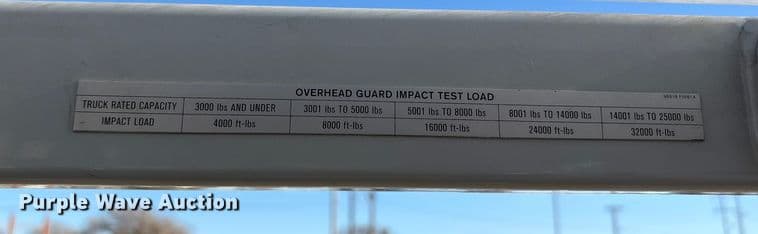 OVERHEAD GUARD IMPACT TEST LOAD
TRUCK RATED CAPACITY 3000 lbs AND UNDER 3001 lbs TO 5000 lbs 5001 lbs TO 8000 lbs 8001 lbs TO 14000 lbs 14001 lbs TO 25000 lbs
IMPACT LOAD 4000 ft-lbs 8000 ft-lbs 16000 ft-lbs 24000 ft-lbs 32000 ft-lbs
Purple Wave Auction